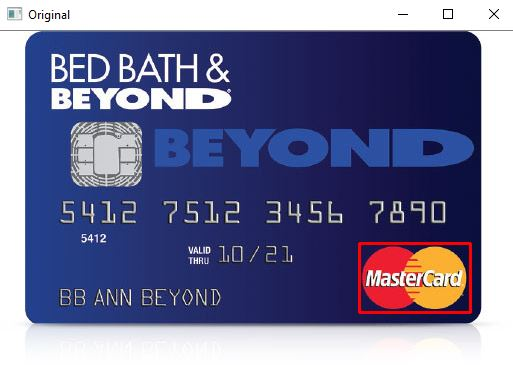 Original
BED BATH &
BEYOND®
BEYOND
5412 7512 3456 7890
5412
VALID THRU 10/21
BB ANN BEYOND
MasterCard